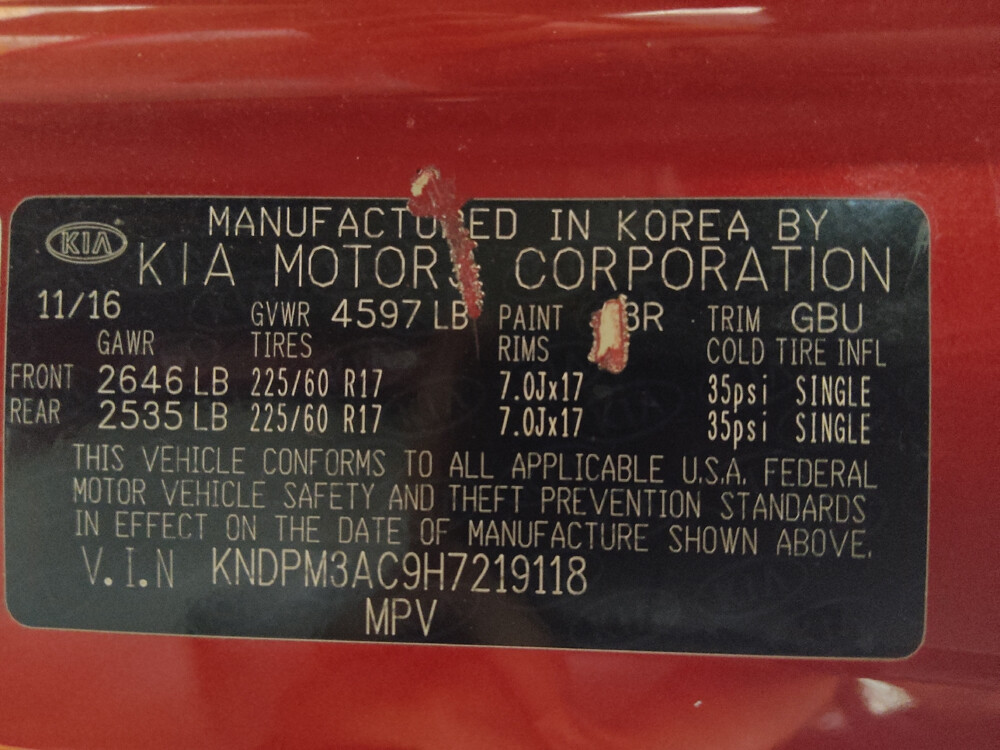 KIA
MANUFACTURED IN KOREA BY
KIA MOTORS CORPORATION
11/16 GVWR 4597 LB PAINT TRIM GBU
GAWR TIRES RIMS COLD TIRE INFL
FRONT 2646 LB 225/60 R17 7.0Jx17 35psi SINGLE
REAR 2535 LB 225/60 R17 7.0Jx17 35psi SINGLE
THIS VEHICLE CONFORMS TO ALL APPLICABLE U.S.A. FEDERAL
MOTOR VEHICLE SAFETY AND THEFT PREVENTION STANDARDS
IN EFFECT ON THE DATE OF MANUFACTURE SHOWN ABOVE.
V.I.N KNDPM3AC9H7219118
MPV